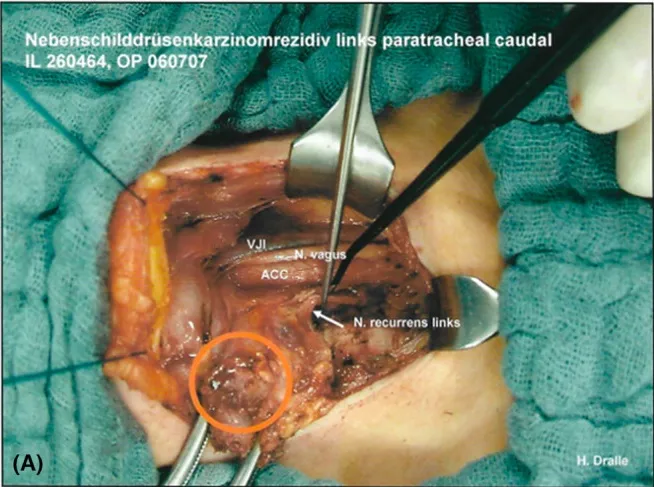 Nebenschilddrüsenkarzinomrezidiv links paratracheal caudal
IL 260464, OP 060707
VJI
N. vagus
ACC
N. recurrens links
(A)
H. Dralle